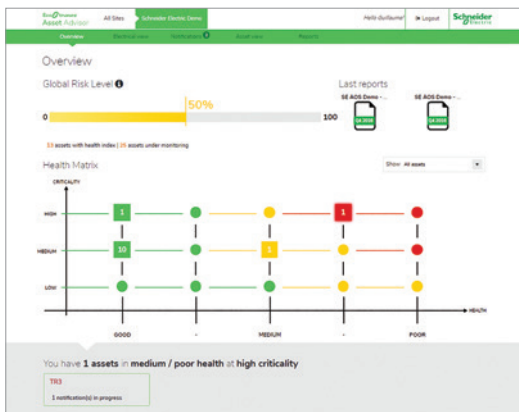 EcoStruxure
Asset Advisor
All Sites
Schneider Electric Demo
Hello Guillaume!
Logout
Schneider
Electric
Overview
Electrical view
Notifications
Asset view
Reports
Overview
Global Risk Level
Last reports
50%
0
100
SE AOS Demo - ...
SE AOS Demo - ...
Q4 2018
assets with health index |
assets under monitoring
Health Matrix
Show All assets
CRITICALITY
HIGH
1
1
MEDIUM
10
1
LOW
HEALTH
GOOD
-
MEDIUM
-
POOR
You have 1 assets in medium / poor health at high criticality
TR3
1 notification(s) in progress